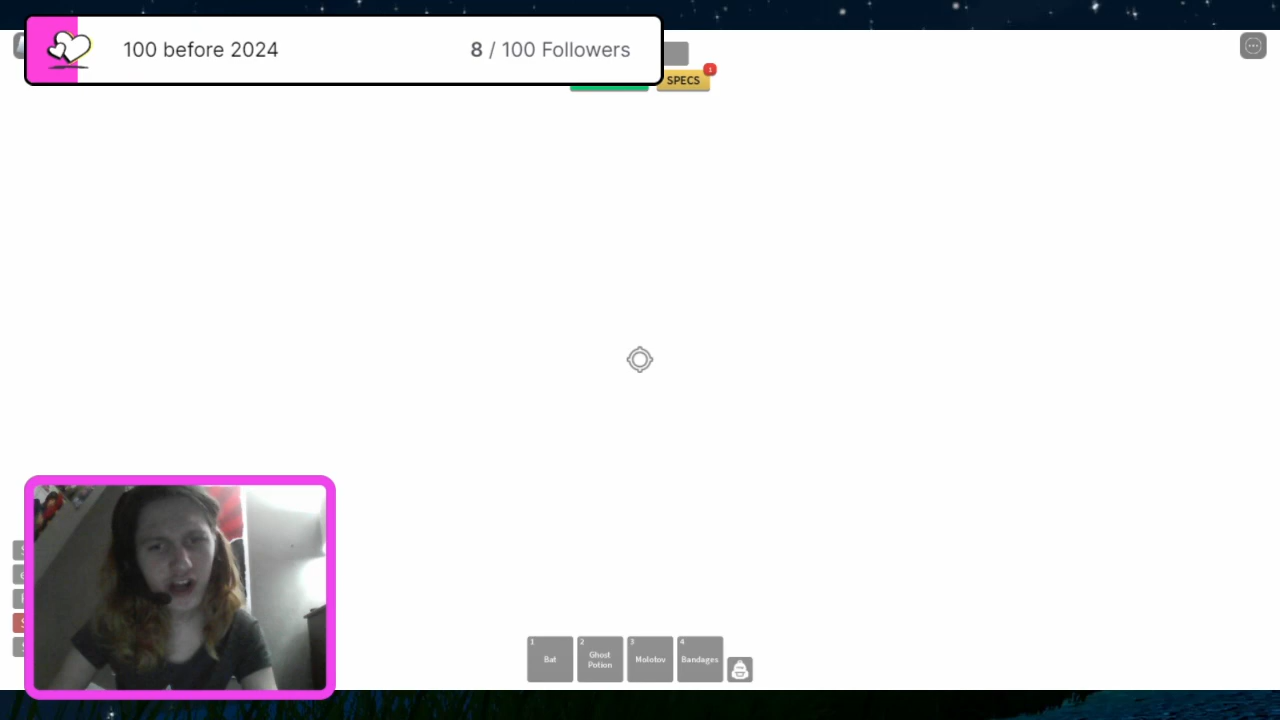 100 before 2024
8 / 100 Followers
SPECS
1
1
Bat
2
Ghost
Potion
3
Molotov
4
Bandages